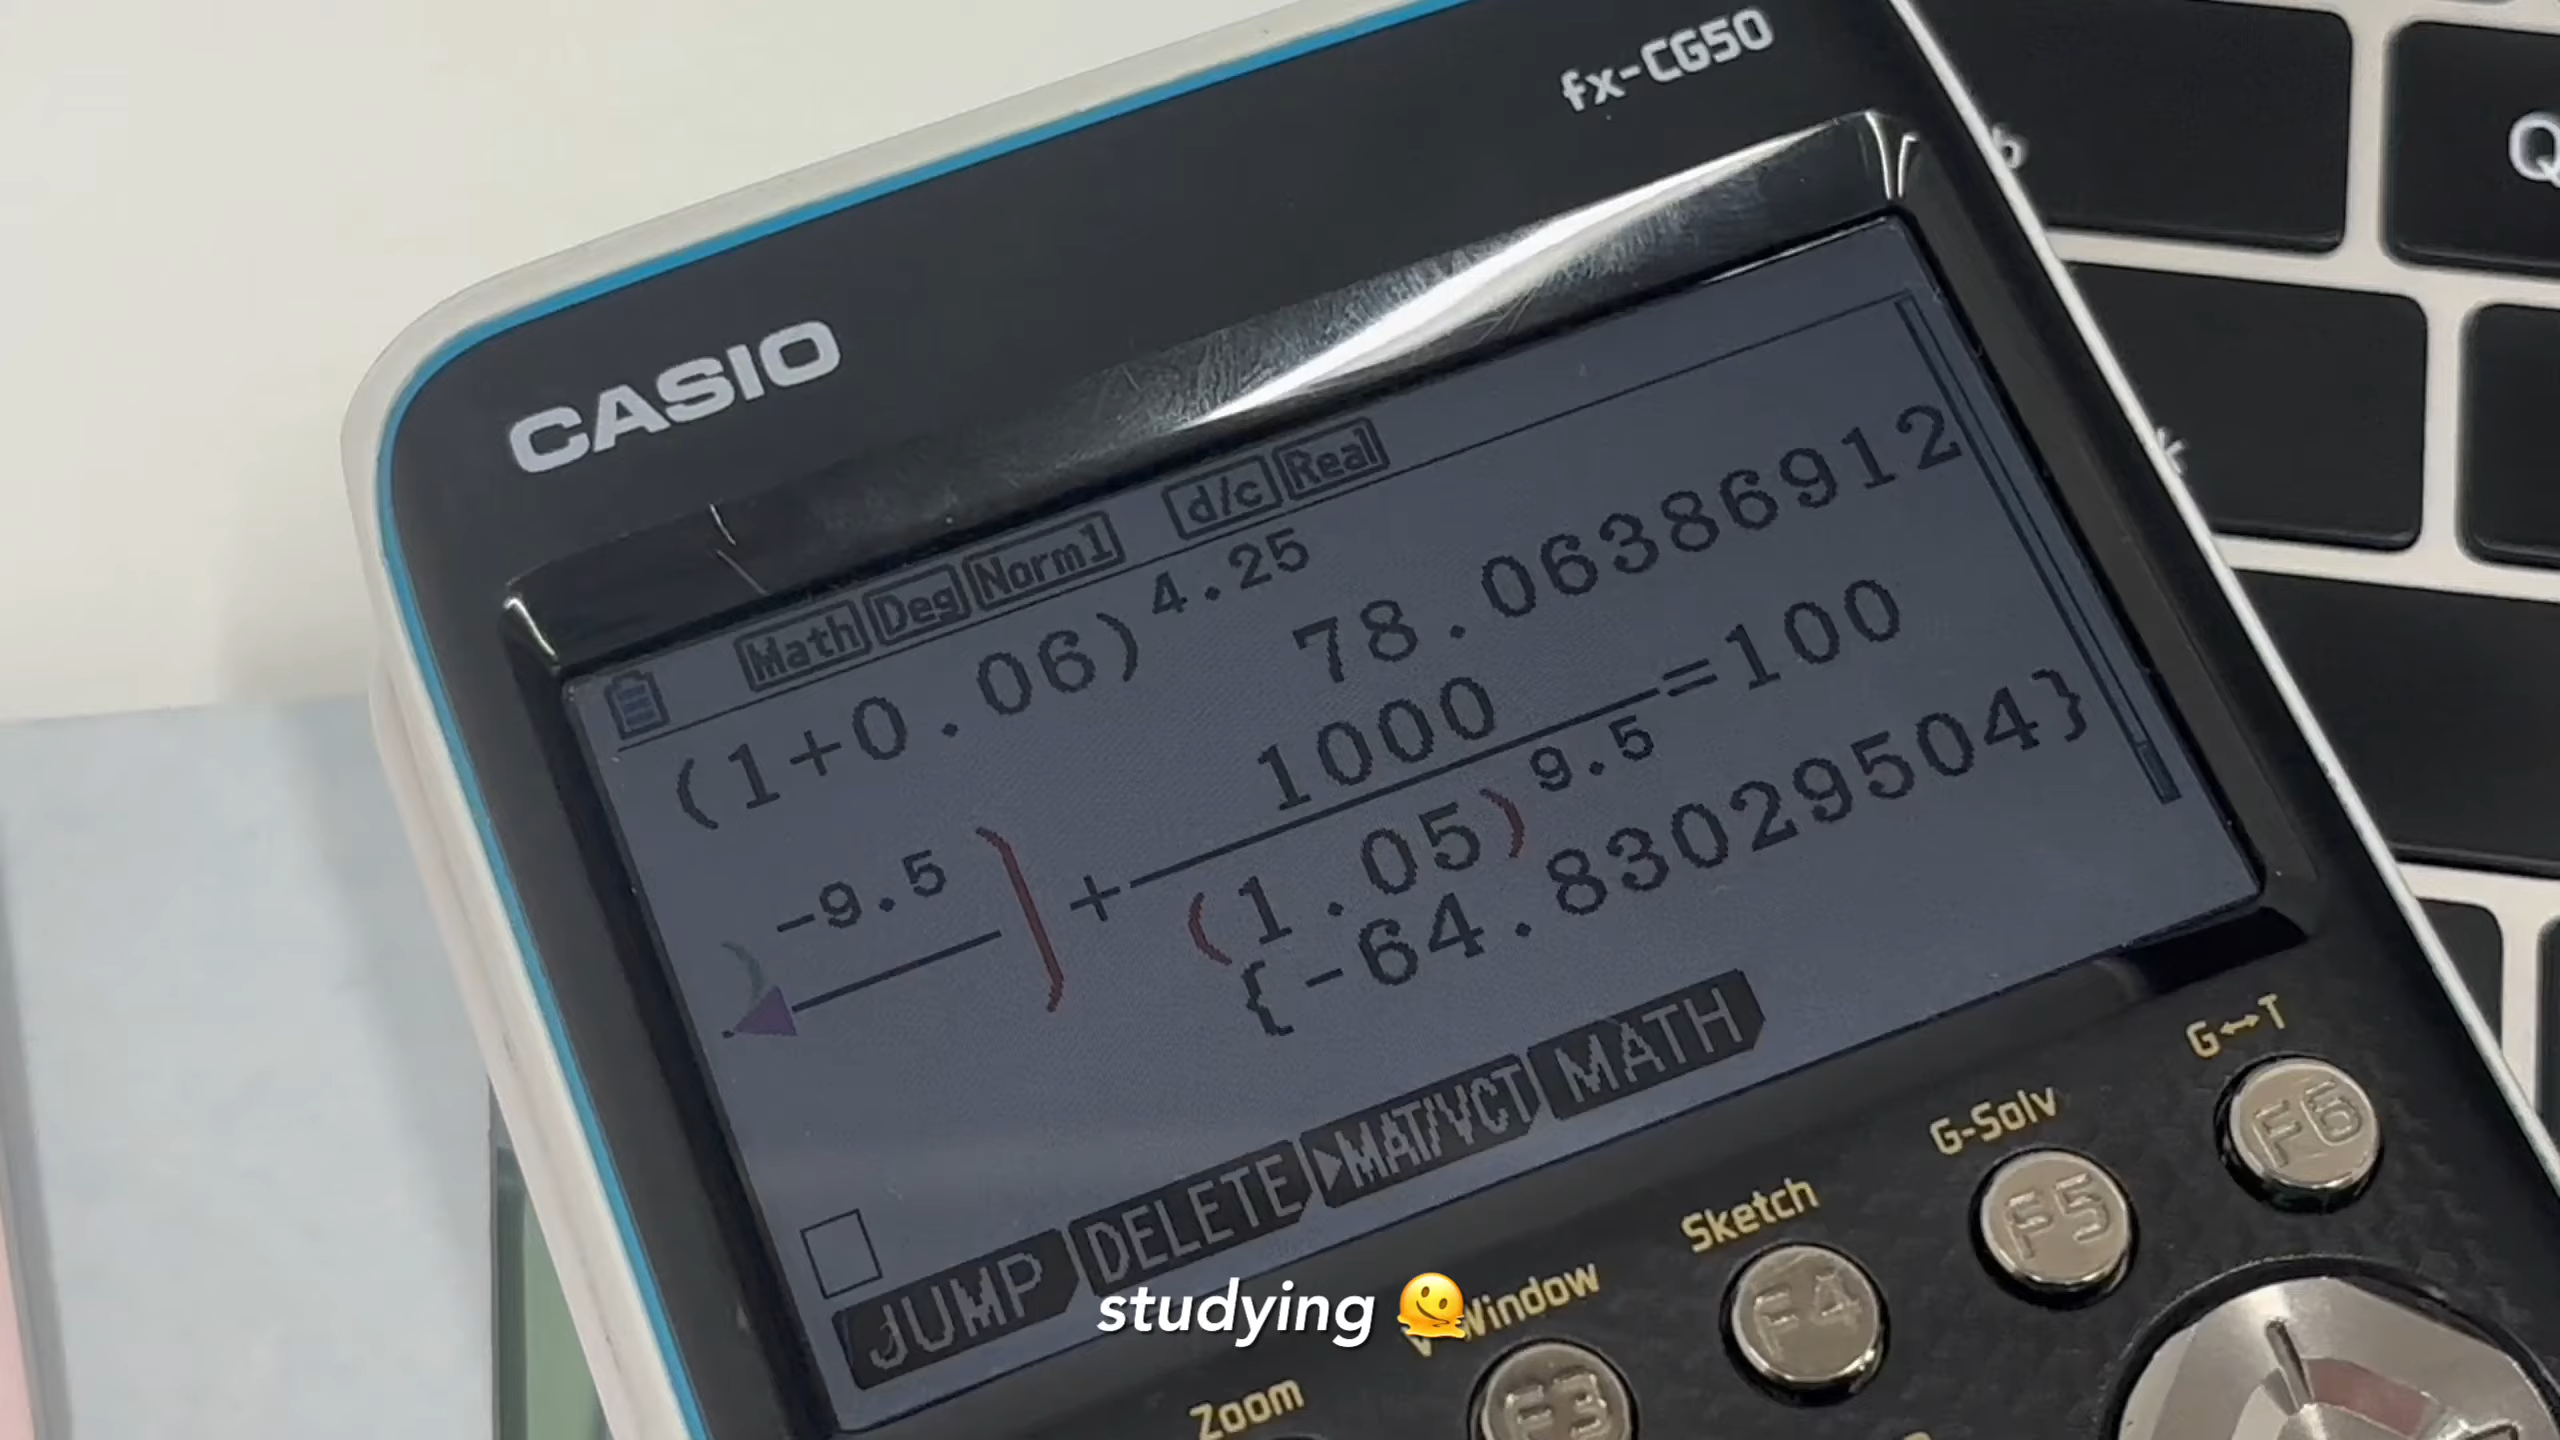 fx-CG50
Q
CASIO
Math Deg Norm1 d/c Real
(1+0.06)^4.25
78.06386912
)^-9.5) + 1000/(1.05)^9.5 =100
{-64.83029504}
JUMP DELETE ▶MAT/VCT MATH
G↔T
F6
G-Solv
F5
Sketch
F4
V-Window
F3
Zoom
studying 🫠